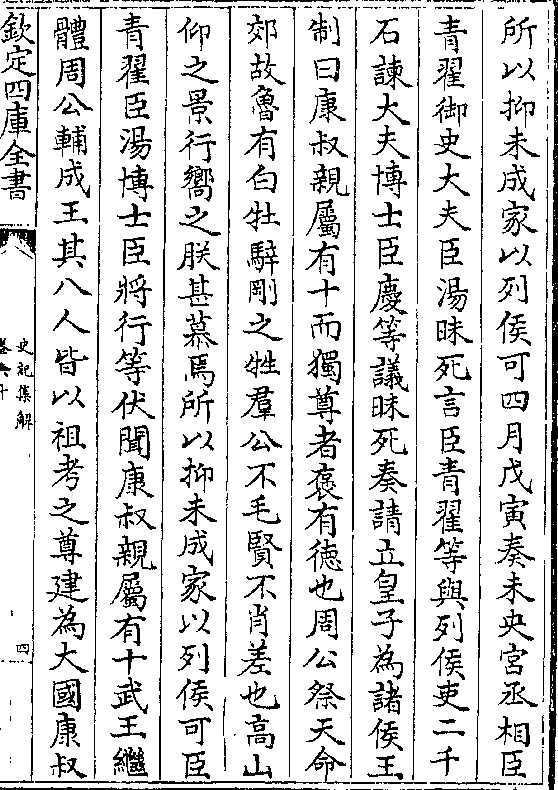 所以抑未成家以列侯可四月戊寅奏未央宫丞相臣
青翟御史大夫臣湯昧死言臣青翟等與列侯吏二千
石諫大夫博士臣慶等議昧死奏請立皇子為諸侯王
制曰康叔親屬有十而獨尊者褒有徳也周公祭天命
郊故魯有白牡騂剛之牲羣公不毛賢不肖差也高山
仰之景行嚮之朕甚慕焉所以抑未成家以列侯可臣
青翟臣湯博士臣將行等伏聞康叔親屬有十武王繼
體周公輔成王其八人皆以祖考之尊建為大國康叔
欽定四庫全書
史記集解
卷六十
四